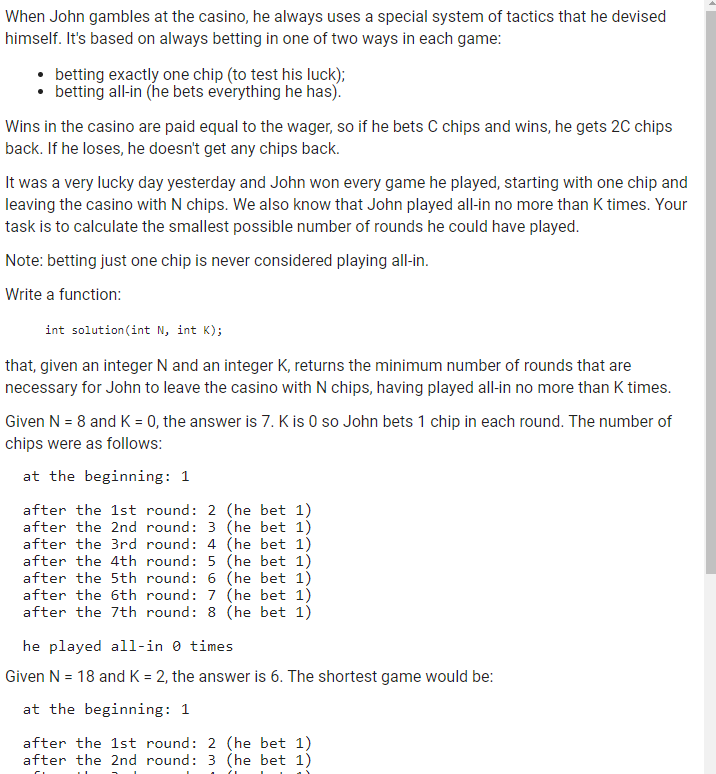 When John gambles at the casino, he always uses a special system of tactics that he devised
himself. It's based on always betting in one of two ways in each game:
• betting exactly one chip (to test his luck);
• betting all-in (he bets everything he has).
Wins in the casino are paid equal to the wager, so if he bets C chips and wins, he gets 2C chips
back. If he loses, he doesn't get any chips back.
It was a very lucky day yesterday and John won every game he played, starting with one chip and
leaving the casino with N chips. We also know that John played all-in no more than K times. Your
task is to calculate the smallest possible number of rounds he could have played.
Note: betting just one chip is never considered playing all-in.
Write a function:
int solution(int N, int K);
that, given an integer N and an integer K, returns the minimum number of rounds that are
necessary for John to leave the casino with N chips, having played all-in no more than K times.
Given N = 8 and K = 0, the answer is 7. K is 0 so John bets 1 chip in each round. The number of
chips were as follows:
at the beginning: 1
after the 1st round: 2 (he bet 1)
after the 2nd round: 3 (he bet 1)
after the 3rd round: 4 (he bet 1)
after the 4th round: 5 (he bet 1)
after the 5th round: 6 (he bet 1)
after the 6th round: 7 (he bet 1)
after the 7th round: 8 (he bet 1)
he played all-in 0 times
Given N = 18 and K = 2, the answer is 6. The shortest game would be:
at the beginning: 1
after the 1st round: 2 (he bet 1)
after the 2nd round: 3 (he bet 1)